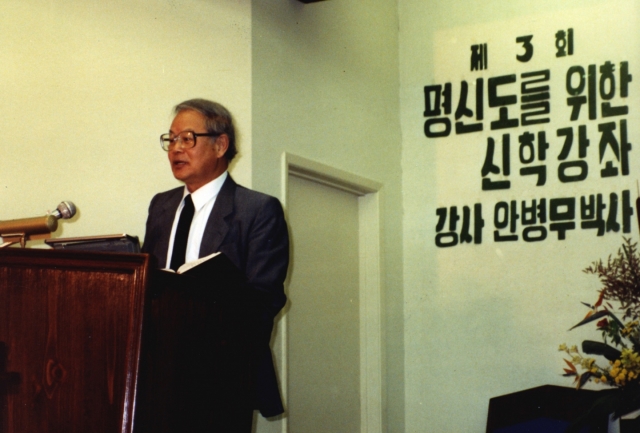 제 3 회
명신도를 위한
신학강좌
강사 안병무박사